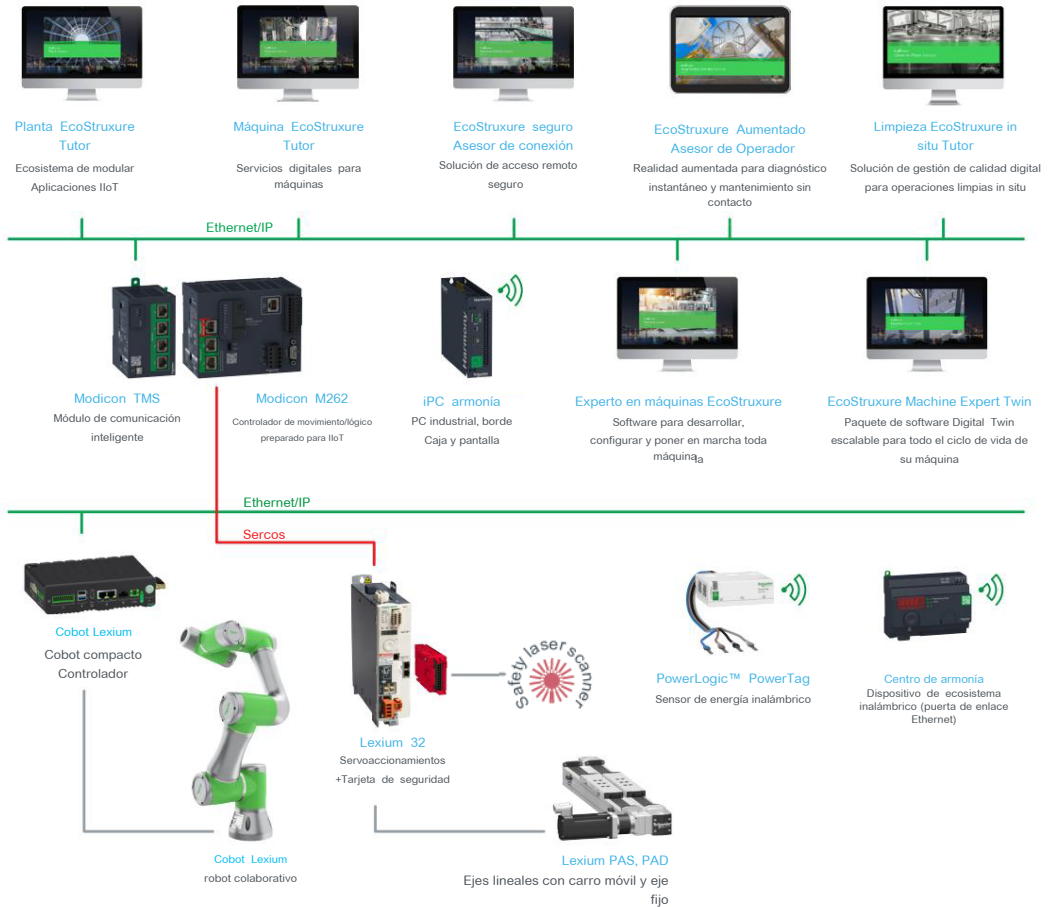 Planta EcoStruxure
Tutor
Ecosistema de modular
Aplicaciones IIoT
Máquina EcoStruxure
Tutor
Servicios digitales para
máquinas
EcoStruxure seguro
Asesor de conexión
Solución de acceso remoto
seguro
EcoStruxure Aumentado
Asesor de Operador
Realidad aumentada para diagnóstico
instantáneo y mantenimiento sin
contacto
Limpieza EcoStruxure in
situ Tutor
Solución de gestión de calidad digital
para operaciones limpias in situ
Ethernet/IP
Modicon TMS
Módulo de comunicación
inteligente
Modicon M262
Controlador de movimiento/lógico
preparado para IIoT
iPC armonía
PC industrial, borde
Caja y pantalla
Experto en máquinas EcoStruxure
Software para desarrollar,
configurar y poner en marcha toda
máquina la
EcoStruxure Machine Expert Twin
Paquete de software Digital Twin
escalable para todo el ciclo de vida de
su máquina
Ethernet/IP
Sercos
Cobot Lexium
Cobot compacto
Controlador
Cobot Lexium
robot colaborativo
Lexium 32
Servoaccionamientos
+Tarjeta de seguridad
Safety laser scanner
Lexium PAS, PAD
Ejes lineales con carro móvil y eje
fijo
PowerLogic™ PowerTag
Sensor de energía inalámbrico
Centro de armonía
Dispositivo de ecosistema
inalámbrico (puerta de enlace
Ethernet)